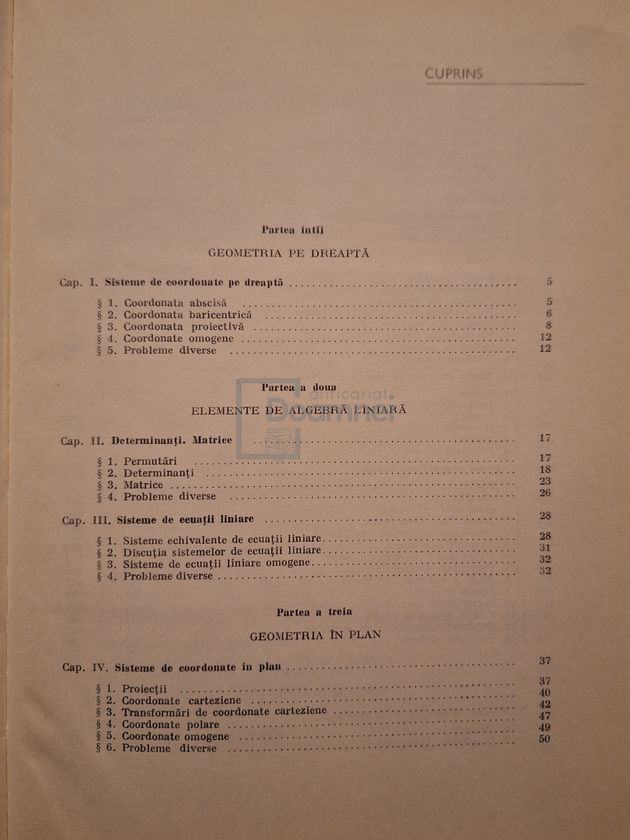 CUPRINS
Partea întîi
GEOMETRIA PE DREAPTĂ
Cap. I. Sisteme de coordonate pe dreaptă 5
§ 1. Coordonata abscisă 5
§ 2. Coordonata baricentrică 6
§ 3. Coordonata proiectivă 8
§ 4. Coordonate omogene 12
§ 5. Probleme diverse 12
Partea a doua
anticariat
Doamnei
ELEMENTE DE ALGEBRĂ LINIARĂ
Cap. II. Determinanţi. Matrice 17
§ 1. Permutări 17
§ 2. Determinanţi 18
§ 3. Matrice 23
§ 4. Probleme diverse 26
Cap. III. Sisteme de ecuaţii liniare 28
§ 1. Sisteme echivalente de ecuaţii liniare 28
§ 2. Discuţia sistemelor de ecuaţii liniare 31
§ 3. Sisteme de ecuaţii liniare omogene 32
§ 4. Probleme diverse 32
Partea a treia
GEOMETRIA ÎN PLAN
Cap. IV. Sisteme de coordonate în plan 37
§ 1. Proiecţii 37
§ 2. Coordonate carteziene 40
§ 3. Transformări de coordonate carteziene 42
§ 4. Coordonate polare 47
§ 5. Coordonate omogene 49
§ 6. Probleme diverse 50